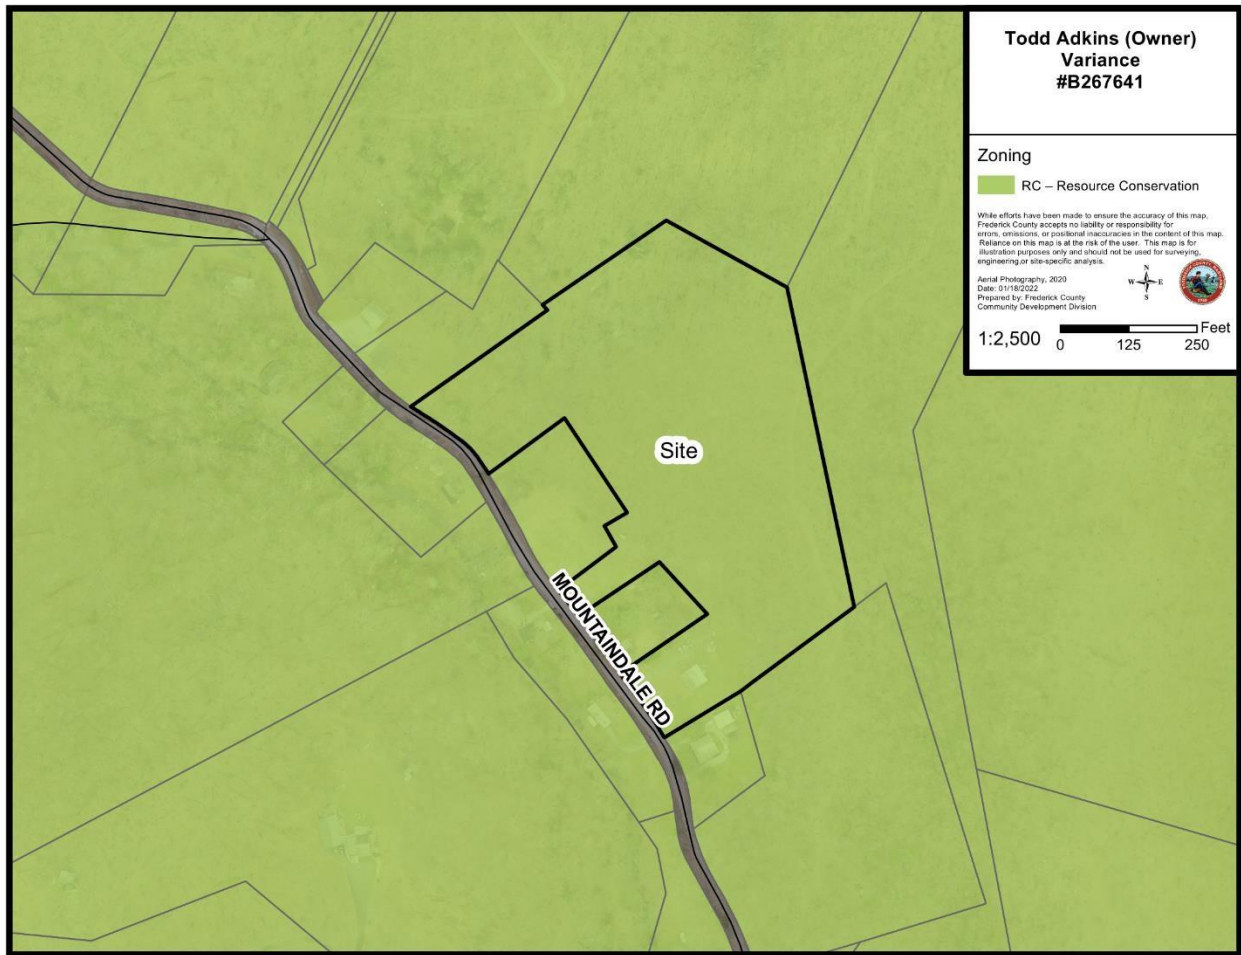 Todd Adkins (Owner)
Variance
#B267641
Zoning
RC – Resource Conservation
While efforts have been made to ensure the accuracy of this map,
Frederick County accepts no liability or responsibility for
errors, omissions, or positional inaccuracies in the content of this map.
Reliance on this map is at the risk of the user. This map is for
illustration purposes only and should not be used for surveying,
engineering,or site-specific analysis.
Aerial Photography, 2020
Date: 01/18/2022
Prepared by: Frederick County
Community Development Division
N
W E
S
1:2,500
Feet
0 125 250
Site
MOUNTAINDALE RD